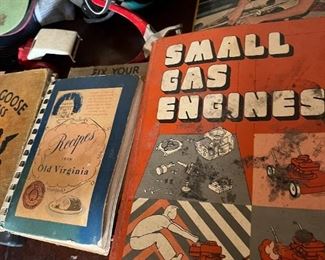 GOOSE
FIX YOUR
Recipes
FROM
Old Virginia
SMALL
GAS
ENGINES